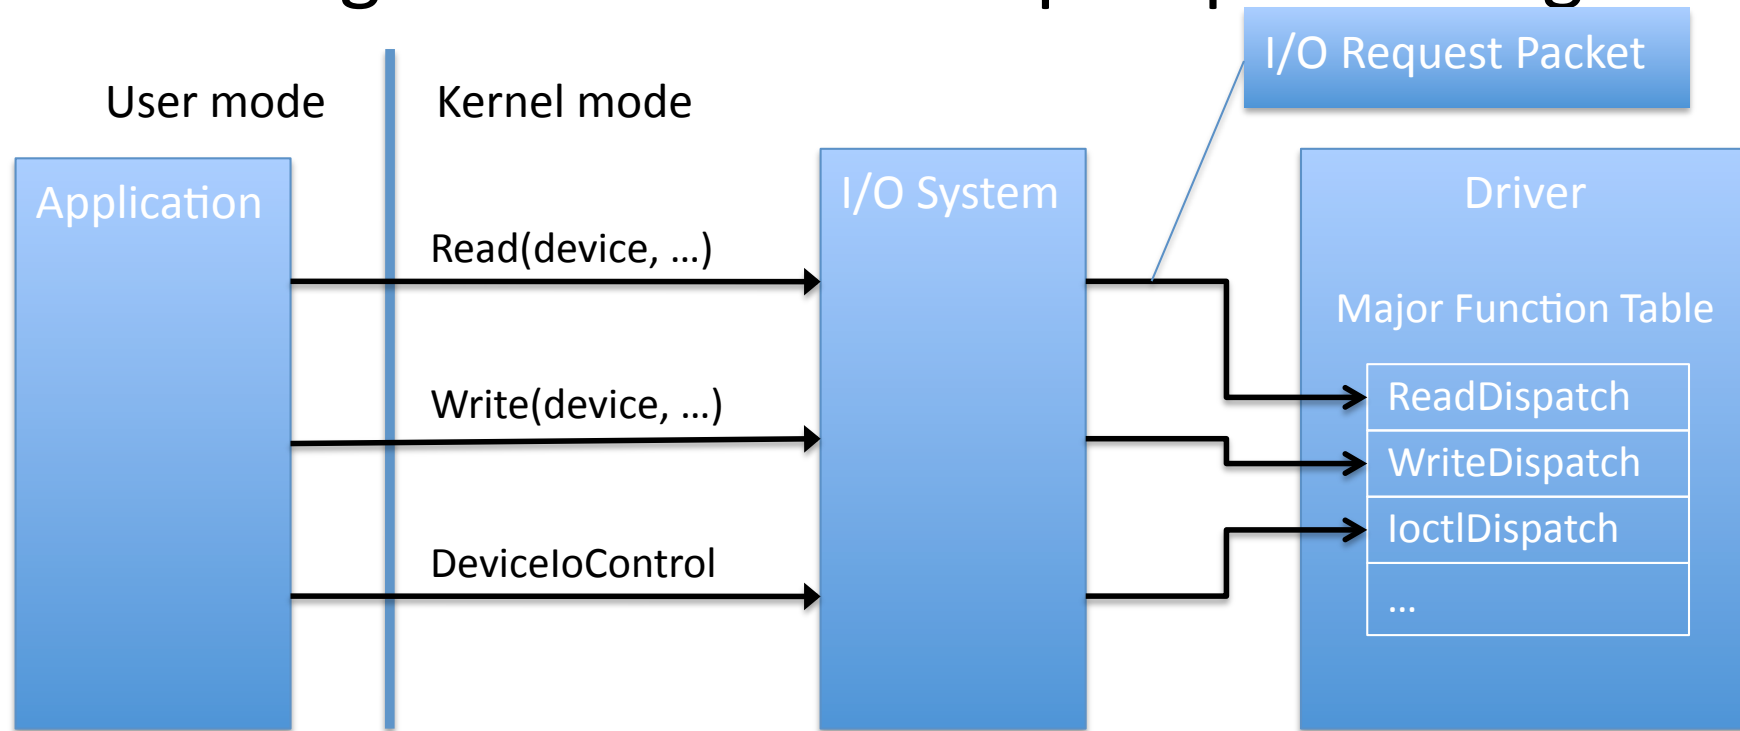 I/O Request Packet
User mode
Kernel mode
Application
I/O System
Driver
Read(device, …)
Major Function Table
Write(device, …)
ReadDispatch
WriteDispatch
IoctlDispatch
DeviceIoControl
…